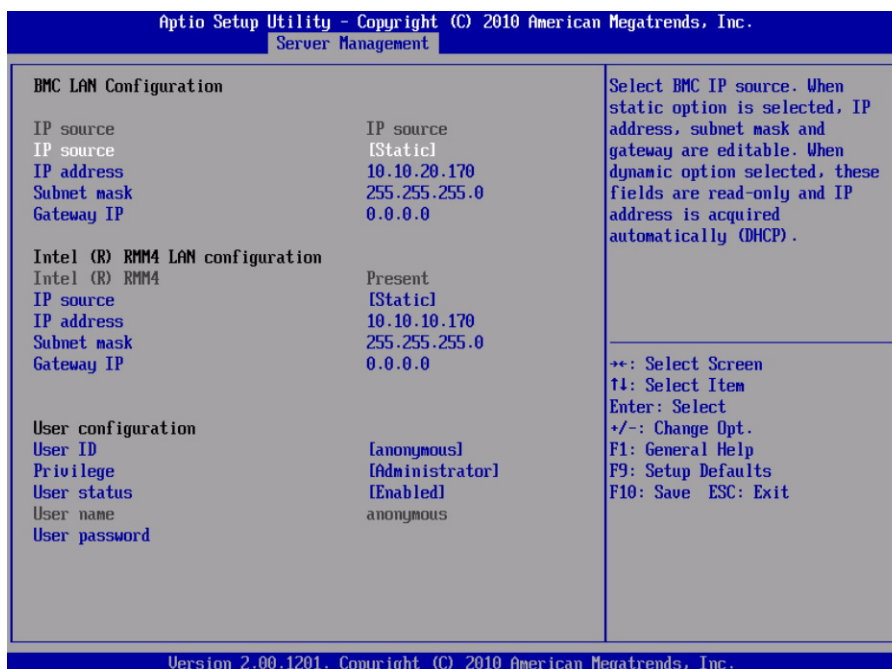 Aptio Setup Utility - Copyright (C) 2010 American Megatrends, Inc.
Server Management
BMC LAN Configuration
IP source IP source
IP source [Static]
IP address 10.10.20.170
Subnet mask 255.255.255.0
Gateway IP 0.0.0.0
Intel (R) RMM4 LAN configuration
Intel (R) RMM4 Present
IP source [Static]
IP address 10.10.10.170
Subnet mask 255.255.255.0
Gateway IP 0.0.0.0
User configuration
User ID [anonymous]
Privilege [Administrator]
User status [Enabled]
User name anonymous
User password
Select BMC IP source. When
static option is selected, IP
address, subnet mask and
gateway are editable. When
dynamic option selected, these
fields are read-only and IP
address is acquired
automatically (DHCP).
→←: Select Screen
↑↓: Select Item
Enter: Select
+/-: Change Opt.
F1: General Help
F9: Setup Defaults
F10: Save ESC: Exit
Version 2.00.1201. Copyright (C) 2010 American Megatrends, Inc.